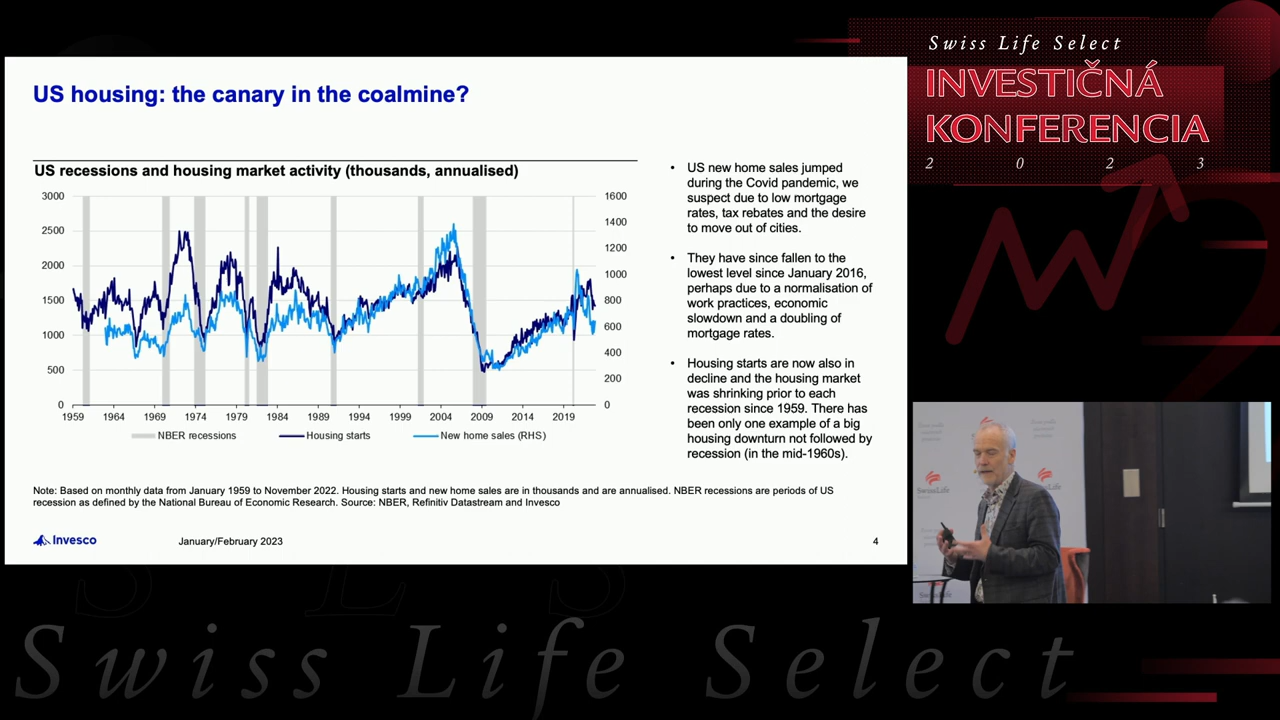 Swiss Life Select
INVESTIČNÁ
KONFERENCIA
2 0 2 3
US housing: the canary in the coalmine?
US recessions and housing market activity (thousands, annualised)
3000
2500
2000
1500
1000
500
0
1600
1400
1200
1000
800
600
400
200
0
1959 1964 1969 1974 1979 1984 1989 1994 1999 2004 2009 2014 2019
NBER recessions Housing starts New home sales (RHS)
• US new home sales jumped
during the Covid pandemic, we
suspect due to low mortgage
rates, tax rebates and the desire
to move out of cities.
• They have since fallen to the
lowest level since January 2016,
perhaps due to a normalisation of
work practices, economic
slowdown and a doubling of
mortgage rates.
• Housing starts are now also in
decline and the housing market
was shrinking prior to each
recession since 1959. There has
been only one example of a big
housing downturn not followed by
recession (in the mid-1960s).
Note: Based on monthly data from January 1959 to November 2022. Housing starts and new home sales are in thousands and are annualised. NBER recessions are periods of US
recession as defined by the National Bureau of Economic Research. Source: NBER, Refinitiv Datastream and Invesco
Invesco
January/February 2023
4
SwissLife
S L S
Swiss Life Select